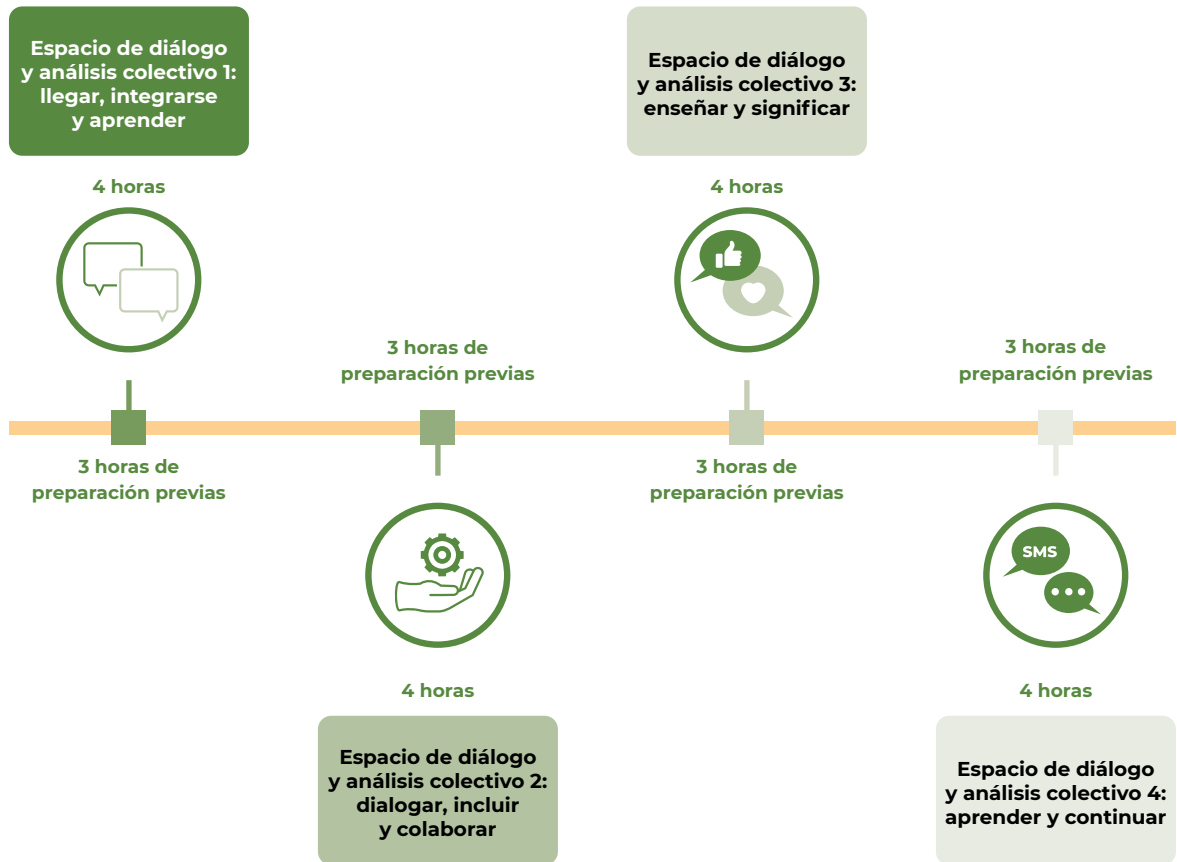 Espacio de diálogo
y análisis colectivo 1:
llegar, integrarse
y aprender
4 horas
3 horas de
preparación previas
3 horas de
preparación previas
4 horas
Espacio de diálogo
y análisis colectivo 2:
dialogar, incluir
y colaborar
Espacio de diálogo
y análisis colectivo 3:
enseñar y significar
4 horas
3 horas de
preparación previas
3 horas de
preparación previas
SMS
4 horas
Espacio de diálogo
y análisis colectivo 4:
aprender y continuar